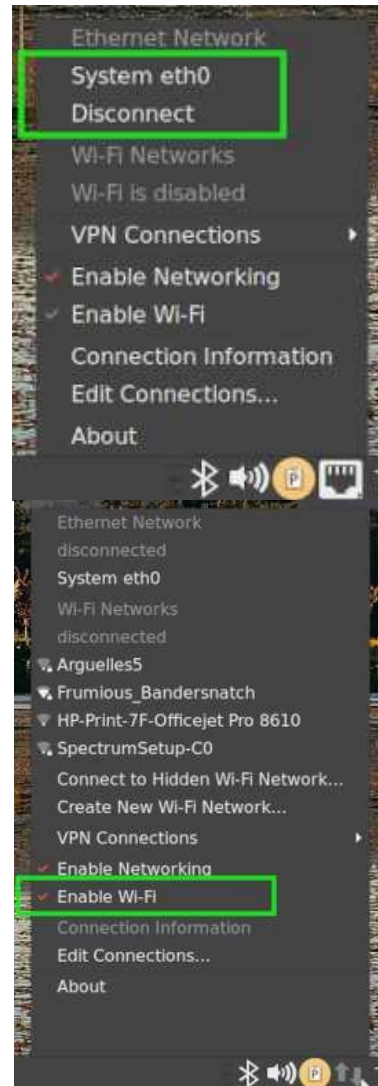 Ethernet Network
System eth0
Disconnect
Wi-Fi Networks
Wi-Fi is disabled
VPN Connections
Enable Networking
Enable Wi-Fi
Connection Information
Edit Connections...
About
P
Ethernet Network
disconnected
System eth0
Wi-Fi Networks
disconnected
Arguelles5
Frumious_Bandersnatch
HP-Print-7F-Officejet Pro 8610
SpectrumSetup-C0
Connect to Hidden Wi-Fi Network...
Create New Wi-Fi Network...
VPN Connections
Enable Networking
Enable Wi-Fi
Connection Information
Edit Connections...
About
P